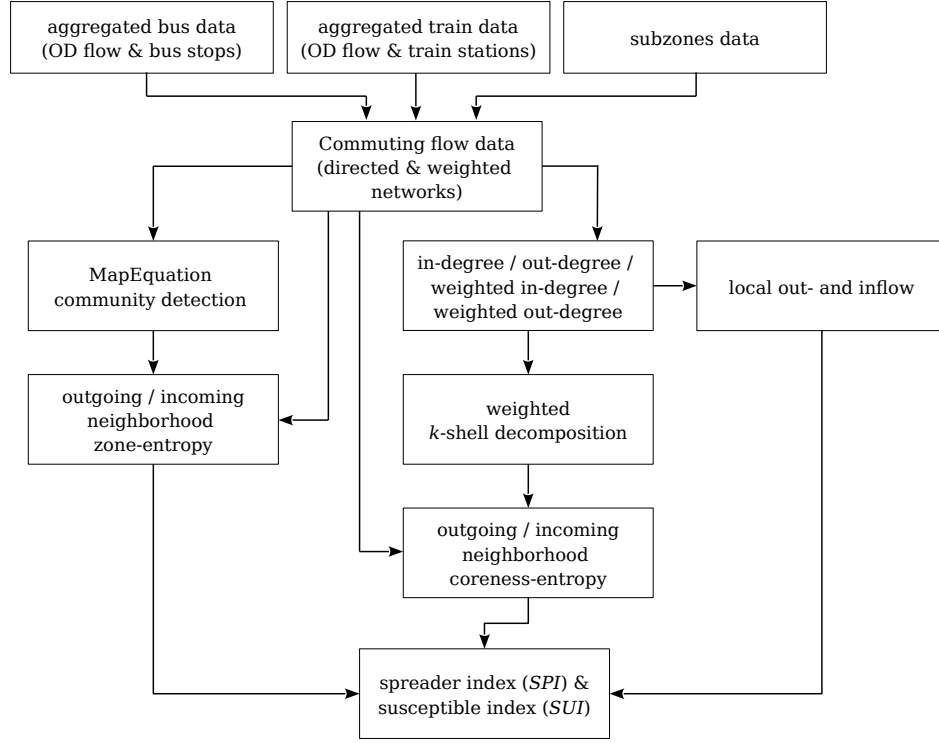 aggregated bus data
(OD flow & bus stops)
aggregated train data
(OD flow & train stations)
subzones data
Commuting flow data
(directed & weighted
networks)
MapEquation
community detection
in-degree / out-degree /
weighted in-degree /
weighted out-degree
local out- and inflow
outgoing / incoming
neighborhood
zone-entropy
weighted
k-shell decomposition
outgoing / incoming
neighborhood
coreness-entropy
spreader index (SPI) &
susceptible index (SUI)